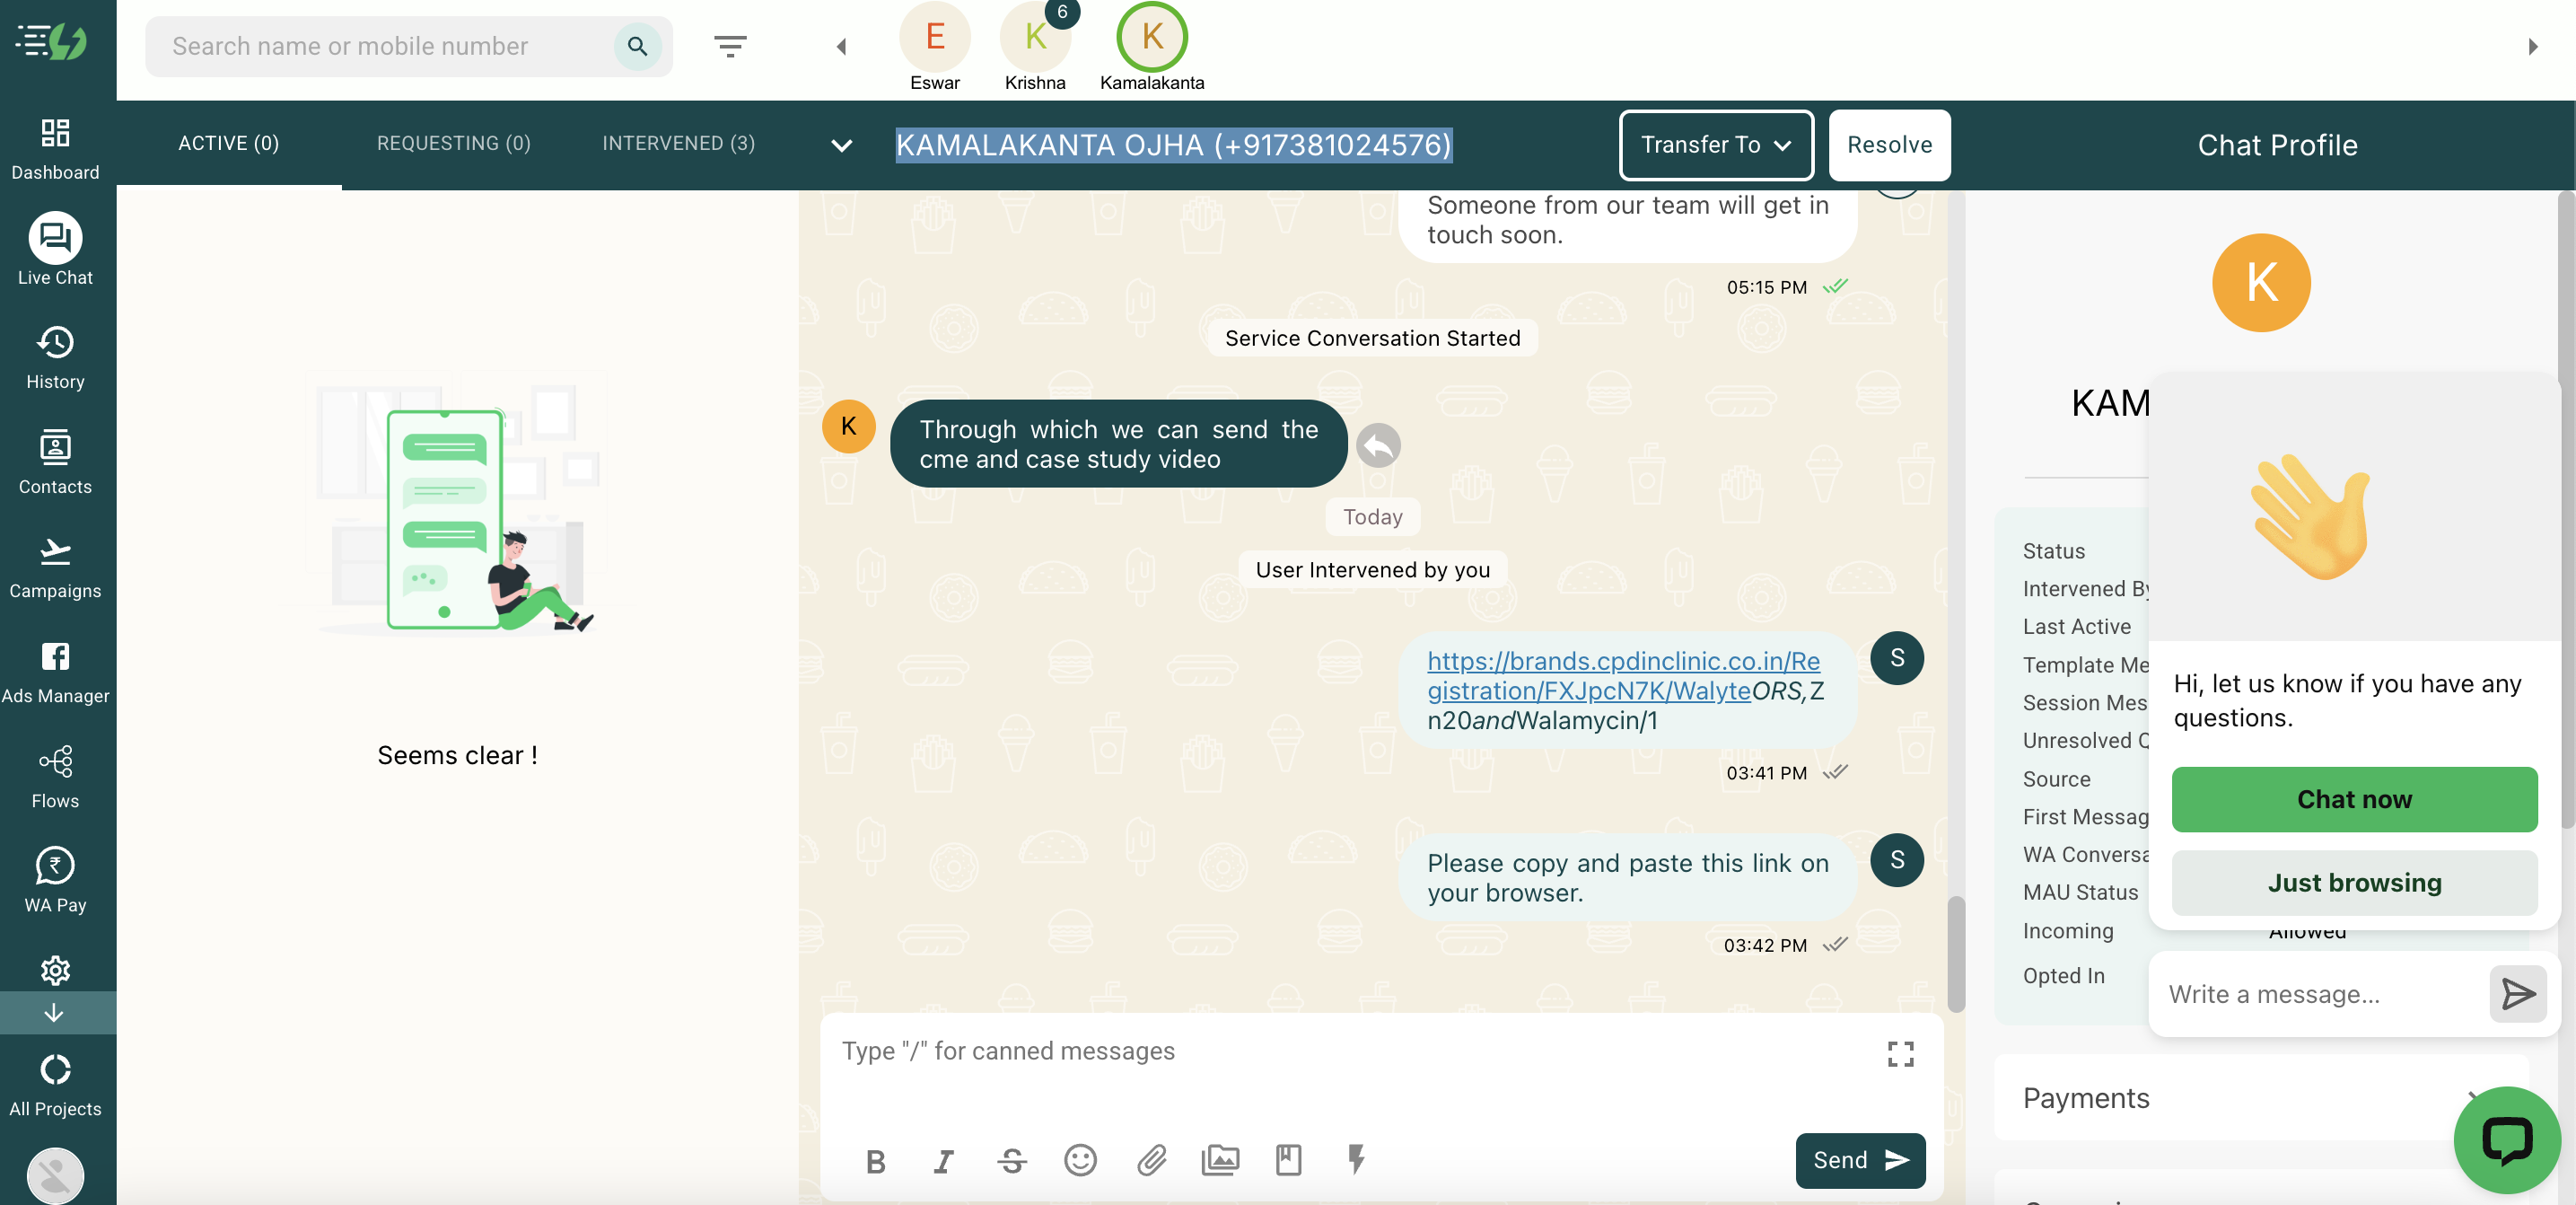 Search name or mobile number
E
K
6
K
Eswar
Krishna
Kamalakanta
Dashboard
Live Chat
History
Contacts
Campaigns
Ads Manager
Flows
WA Pay
All Projects
ACTIVE (0)
REQUESTING (0)
INTERVENED (3)
KAMALAKANTA OJHA (+917381024576)
Transfer To
Resolve
Chat Profile
Seems clear !
Someone from our team will get in
touch soon.
05:15 PM
Service Conversation Started
K
Through which we can send the
cme and case study video
Today
User Intervened by you
https://brands.cpdinclinic.co.in/Re
gistration/FXJpcN7K/WalyteORS,Z
n20andWalamycin/1
S
03:41 PM
Please copy and paste this link on
your browser.
S
03:42 PM
Type "/" for canned messages
B I S
Send
K
KAM
Status
Intervened By
Last Active
Template Me
Session Mes
Unresolved Q
Source
First Messag
WA Conversa
MAU Status
Incoming
Allowed
Opted In
Hi, let us know if you have any
questions.
Chat now
Just browsing
Write a message...
Payments